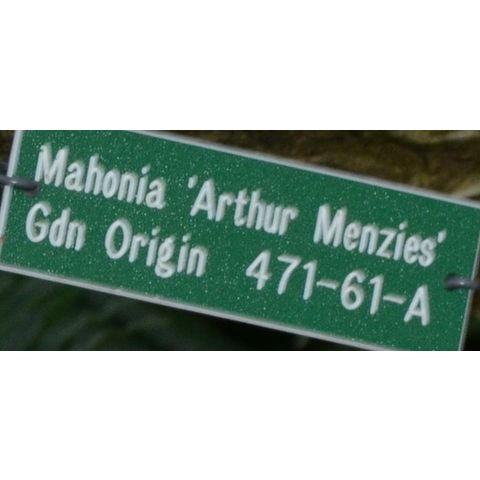 Mahonia 'Arthur Menzies'
Gdn Origin 471-61-A